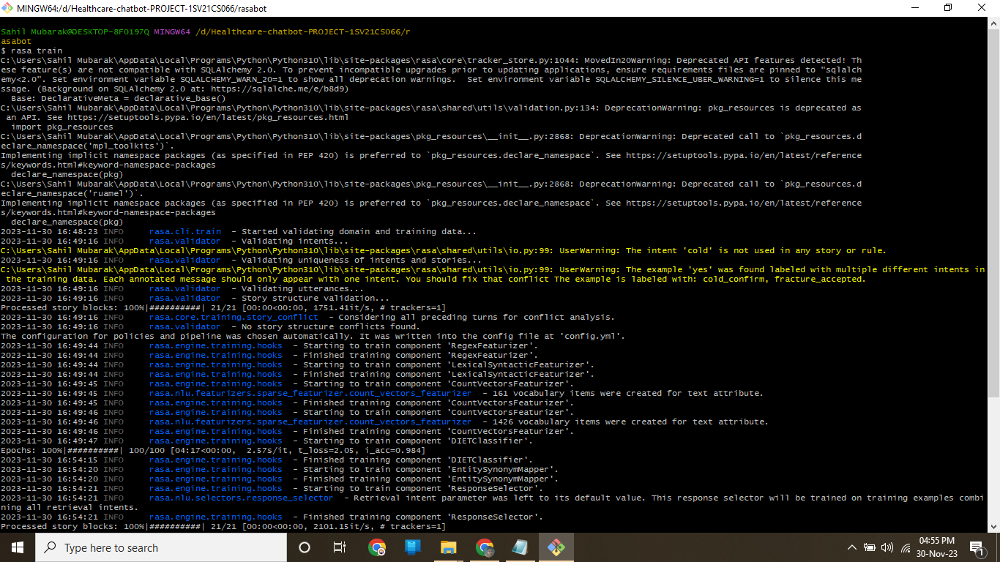 MINGW64:/d/Healthcare-chatbot-PROJECT-1SV21CS066/rasabot
Sahil Mubarak@DESKTOP-8F0197Q MINGW64 /d/Healthcare-chatbot-PROJECT-1SV21CS066/r
asabot
$ rasa train
C:\Users\Sahil Mubarak\AppData\Local\Programs\Python\Python310\lib\site-packages\rasa\core\tracker_store.py:1044: MovedIn20Warning: Deprecated API features detected! Th
ese feature(s) are not compatible with SQLAlchemy 2.0. To prevent incompatible upgrades prior to updating applications, ensure requirements files are pinned to "sqlalch
emy<2.0". Set environment variable SQLALCHEMY_WARN_20=1 to show all deprecation warnings.  Set environment variable SQLALCHEMY_SILENCE_UBER_WARNING=1 to silence this me
ssage. (Background on SQLAlchemy 2.0 at: https://sqlalche.me/e/b8d9)
  Base: DeclarativeMeta = declarative_base()
C:\Users\Sahil Mubarak\AppData\Local\Programs\Python\Python310\lib\site-packages\rasa\shared\utils\validation.py:134: DeprecationWarning: pkg_resources is deprecated as
 an API. See https://setuptools.pypa.io/en/latest/pkg_resources.html
  import pkg_resources
C:\Users\Sahil Mubarak\AppData\Local\Programs\Python\Python310\lib\site-packages\pkg_resources\__init__.py:2868: DeprecationWarning: Deprecated call to `pkg_resources.d
eclare_namespace('mpl_toolkits')`.
Implementing implicit namespace packages (as specified in PEP 420) is preferred to `pkg_resources.declare_namespace`. See https://setuptools.pypa.io/en/latest/reference
s/keywords.html#keyword-namespace-packages
  declare_namespace(pkg)
C:\Users\Sahil Mubarak\AppData\Local\Programs\Python\Python310\lib\site-packages\pkg_resources\__init__.py:2868: DeprecationWarning: Deprecated call to `pkg_resources.d
eclare_namespace('ruamel')`.
Implementing implicit namespace packages (as specified in PEP 420) is preferred to `pkg_resources.declare_namespace`. See https://setuptools.pypa.io/en/latest/reference
s/keywords.html#keyword-namespace-packages
  declare_namespace(pkg)
2023-11-30 16:48:23 INFO     rasa.cli.train  - Started validating domain and training data...
2023-11-30 16:49:16 INFO     rasa.validator  - Validating intents...
C:\Users\Sahil Mubarak\AppData\Local\Programs\Python\Python310\lib\site-packages\rasa\shared\utils\io.py:99: UserWarning: The intent 'cold' is not used in any story or rule.
2023-11-30 16:49:16 INFO     rasa.validator  - Validating uniqueness of intents and stories...
C:\Users\Sahil Mubarak\AppData\Local\Programs\Python\Python310\lib\site-packages\rasa\shared\utils\io.py:99: UserWarning: The example 'yes' was found labeled with multiple different intents in
 the training data. Each annotated message should only appear with one intent. You should fix that conflict The example is labeled with: cold_confirm, fracture_accepted.
2023-11-30 16:49:16 INFO     rasa.validator  - Validating utterances...
2023-11-30 16:49:16 INFO     rasa.validator  - Story structure validation...
Processed story blocks: 100%|##########| 21/21 [00:00<00:00, 1751.41it/s, # trackers=1]
2023-11-30 16:49:16 INFO     rasa.core.training.story_conflict  - Considering all preceding turns for conflict analysis.
2023-11-30 16:49:16 INFO     rasa.validator  - No story structure conflicts found.
The configuration for policies and pipeline was chosen automatically. It was written into the config file at 'config.yml'.
2023-11-30 16:49:44 INFO     rasa.engine.training.hooks  - Starting to train component 'RegexFeaturizer'.
2023-11-30 16:49:44 INFO     rasa.engine.training.hooks  - Finished training component 'RegexFeaturizer'.
2023-11-30 16:49:44 INFO     rasa.engine.training.hooks  - Starting to train component 'LexicalSyntacticFeaturizer'.
2023-11-30 16:49:44 INFO     rasa.engine.training.hooks  - Finished training component 'LexicalSyntacticFeaturizer'.
2023-11-30 16:49:45 INFO     rasa.engine.training.hooks  - Starting to train component 'CountVectorsFeaturizer'.
2023-11-30 16:49:45 INFO     rasa.nlu.featurizers.sparse_featurizer.count_vectors_featurizer  - 161 vocabulary items were created for text attribute.
2023-11-30 16:49:45 INFO     rasa.engine.training.hooks  - Finished training component 'CountVectorsFeaturizer'.
2023-11-30 16:49:46 INFO     rasa.engine.training.hooks  - Starting to train component 'CountVectorsFeaturizer'.
2023-11-30 16:49:46 INFO     rasa.nlu.featurizers.sparse_featurizer.count_vectors_featurizer  - 1426 vocabulary items were created for text attribute.
2023-11-30 16:49:46 INFO     rasa.engine.training.hooks  - Finished training component 'CountVectorsFeaturizer'.
2023-11-30 16:49:47 INFO     rasa.engine.training.hooks  - Starting to train component 'DIETClassifier'.
Epochs: 100%|##########| 100/100 [04:17<00:00,  2.57s/it, t_loss=2.05, i_acc=0.984]
2023-11-30 16:54:15 INFO     rasa.engine.training.hooks  - Finished training component 'DIETClassifier'.
2023-11-30 16:54:20 INFO     rasa.engine.training.hooks  - Starting to train component 'EntitySynonymMapper'.
2023-11-30 16:54:20 INFO     rasa.engine.training.hooks  - Finished training component 'EntitySynonymMapper'.
2023-11-30 16:54:21 INFO     rasa.engine.training.hooks  - Starting to train component 'ResponseSelector'.
2023-11-30 16:54:21 INFO     rasa.nlu.selectors.response_selector  - Retrieval intent parameter was left to its default value. This response selector will be trained on training examples combi
ning all retrieval intents.
2023-11-30 16:54:21 INFO     rasa.engine.training.hooks  - Finished training component 'ResponseSelector'.
Processed story blocks: 100%|##########| 21/21 [00:00<00:00, 2101.15it/s, # trackers=1]
Type here to search
04:55 PM
30-Nov-23
1